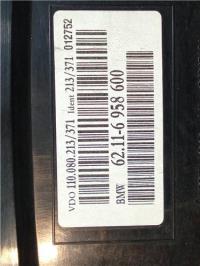 VDO 110.080.213/371 Ident 213/371 012752
62.11-6 958 600
BMW